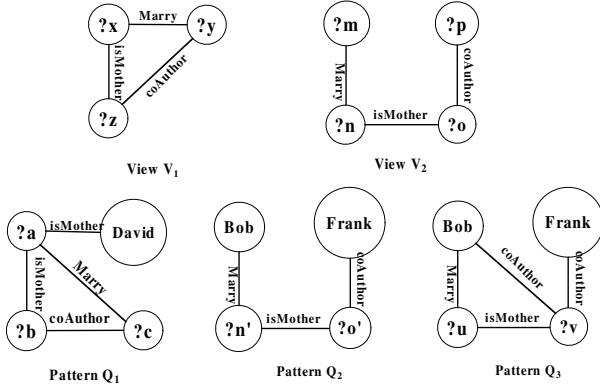 ?x
Marry
?y
isMother
coAuthor
?z
View V1
?m
?p
Marry
coAuthor
?n
isMother
?o
View V2
?a
isMother
David
isMother
Marry
?b
coAuthor
?c
Pattern Q1
Bob
Frank
Marry
coAuthor
?n'
isMother
?o'
Pattern Q2
Bob
Frank
coAuthor
Marry
coAuthor
?u
isMother
?v
Pattern Q3